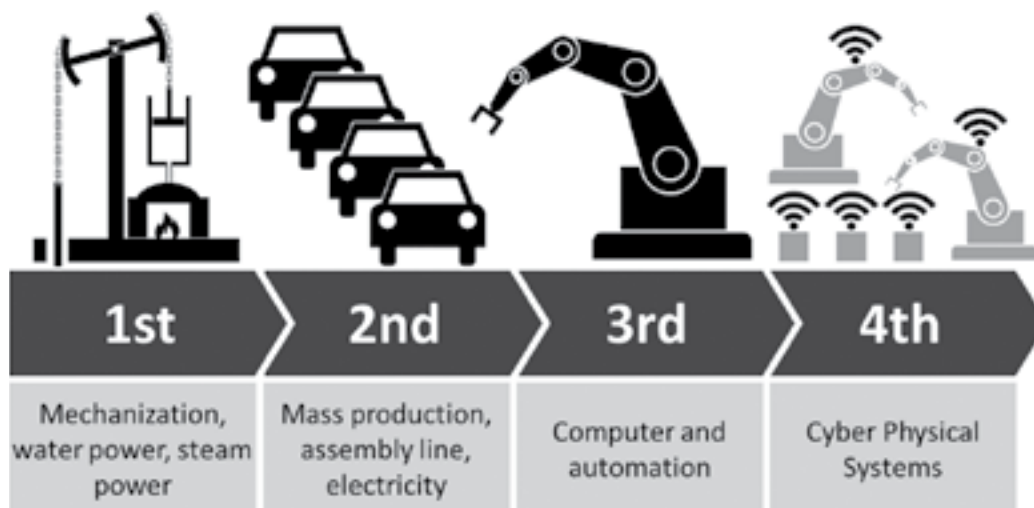 1st
2nd
3rd
4th
Mechanization,
water power, steam
power
Mass production,
assembly line,
electricity
Computer and
automation
Cyber Physical
Systems